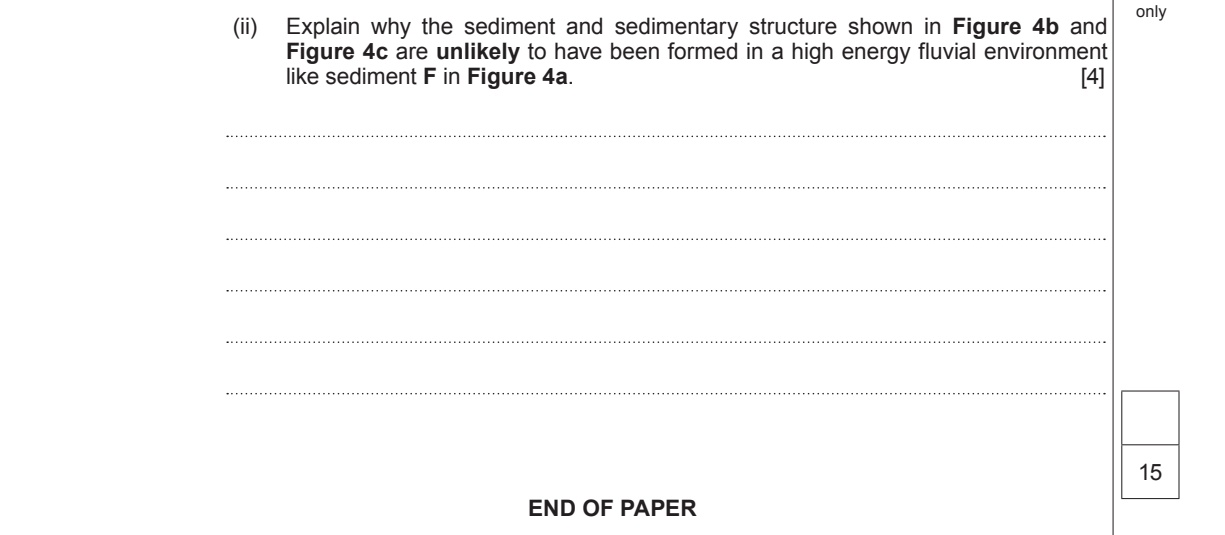 only
(ii) Explain why the sediment and sedimentary structure shown in Figure 4b and
Figure 4c are unlikely to have been formed in a high energy fluvial environment
like sediment F in Figure 4a. [4]
15
END OF PAPER